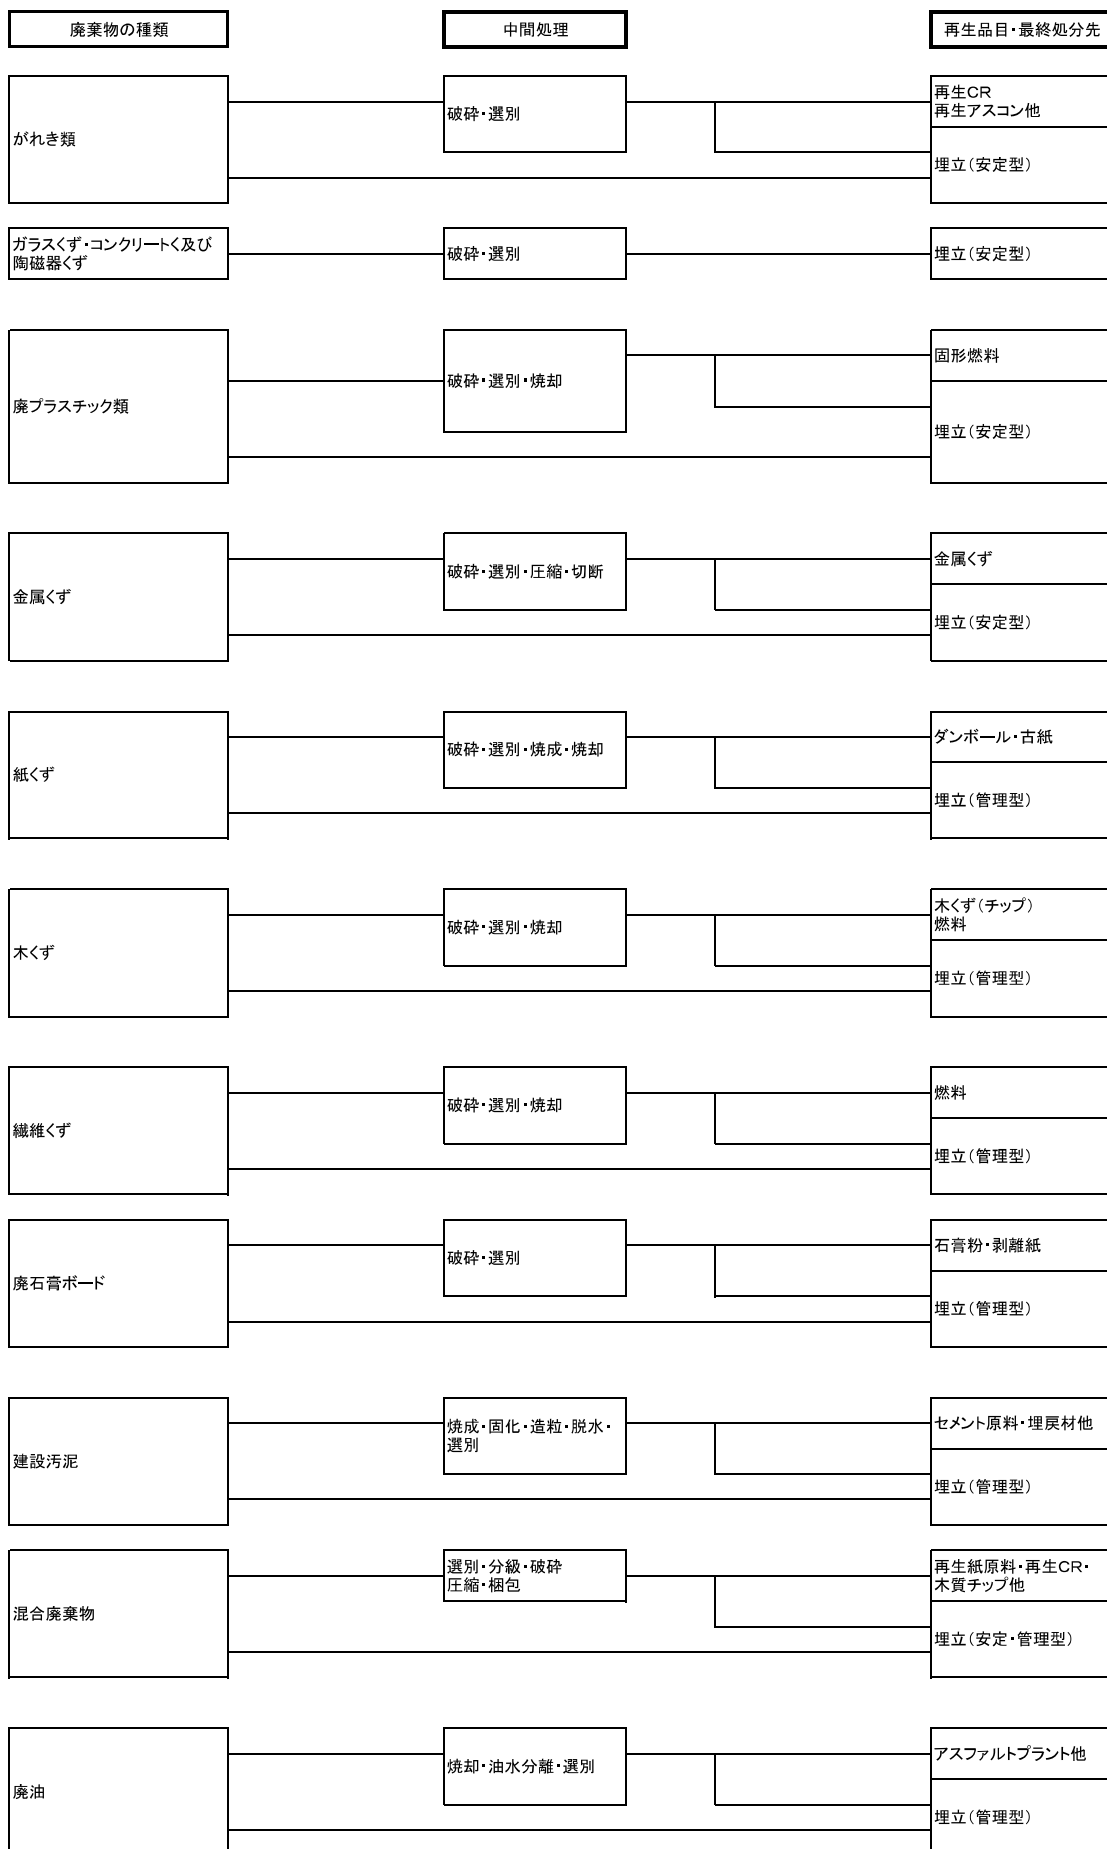 廃棄物の種類
中間処理
再生品目・最終処分先
がれき類
破砕・選別
再生CR
再生アスコン他
埋立(安定型)
ガラスくず・コンクリートく及び
陶磁器くず
破砕・選別
埋立(安定型)
廃プラスチック類
破砕・選別・焼却
固形燃料
埋立(安定型)
金属くず
破砕・選別・圧縮・切断
金属くず
埋立(安定型)
紙くず
破砕・選別・焼成・焼却
ダンボール・古紙
埋立(管理型)
木くず
破砕・選別・焼却
木くず(チップ)
燃料
埋立(管理型)
繊維くず
破砕・選別・焼却
燃料
埋立(管理型)
廃石膏ボード
破砕・選別
石膏粉・剥離紙
埋立(管理型)
建設汚泥
焼成・固化・造粒・脱水・
選別
セメント原料・埋戻材他
埋立(管理型)
混合廃棄物
選別・分級・破砕
圧縮・梱包
再生紙原料・再生CR・
木質チップ他
埋立(安定・管理型)
廃油
焼却・油水分離・選別
アスファルトプラント他
埋立(管理型)